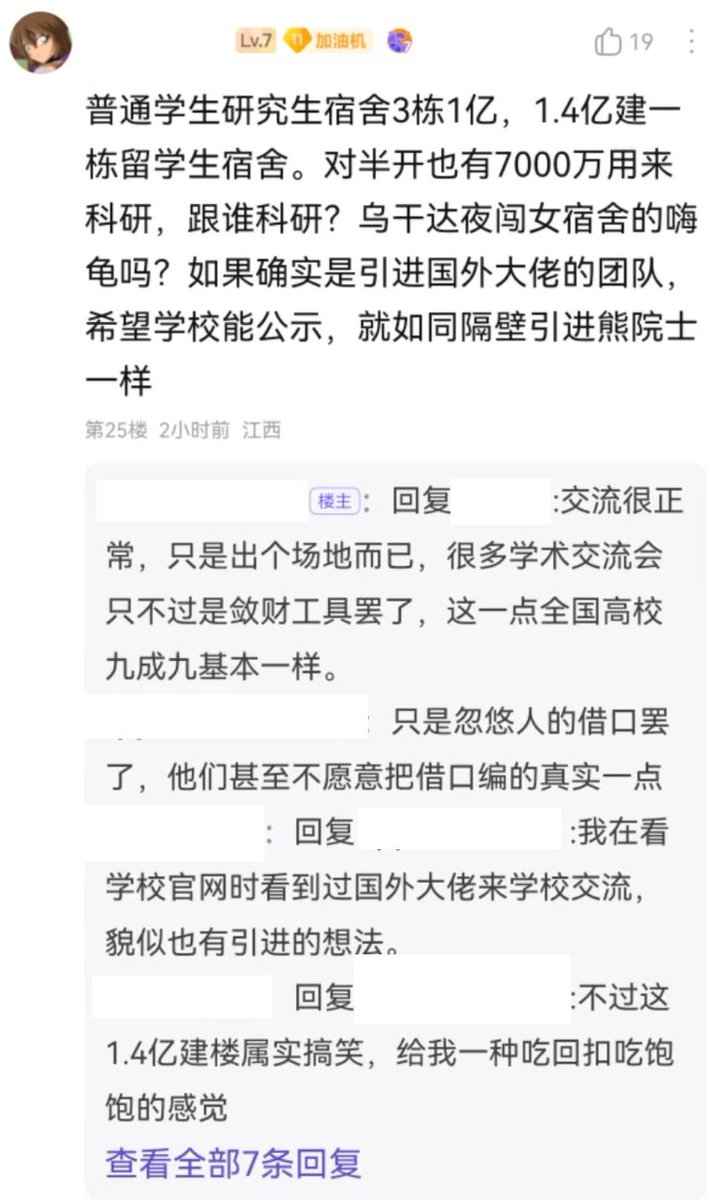 Lv.7 11 加油机 7 19
普通学生研究生宿舍3栋1亿，1.4亿建一
栋留学生宿舍。对半开也有7000万用来
科研，跟谁科研？乌干达夜闯女宿舍的嗨
龟吗？如果确实是引进国外大佬的团队，
希望学校能公示，就如同隔壁引进熊院士
一样
第25楼 2小时前 江西
楼主：回复:交流很正
常，只是出个场地而已，很多学术交流会
只不过是敛财工具罢了，这一点全国高校
九成九基本一样。
：只是忽悠人的借口罢
了，他们甚至不愿意把借口编的真实一点
：回复:我在看
学校官网时看到过国外大佬来学校交流，
貌似也有引进的想法。
回复:不过这
1.4亿建楼属实搞笑，给我一种吃回扣吃饱
饱的感觉
查看全部7条回复